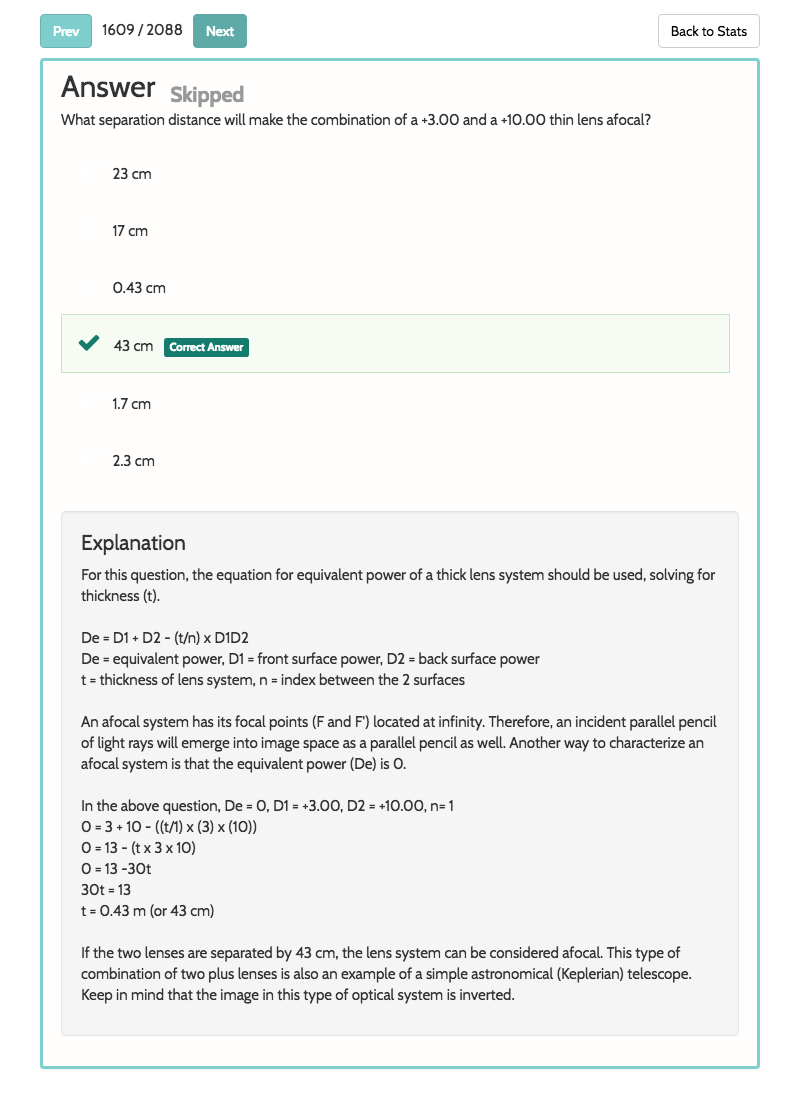 Prev 1609 / 2088 Next Back to Stats
Answer Skipped
What separation distance will make the combination of a +3.00 and a +10.00 thin lens afocal?
23 cm
17 cm
0.43 cm
43 cm Correct Answer
1.7 cm
2.3 cm
Explanation
For this question, the equation for equivalent power of a thick lens system should be used, solving for
thickness (t).
De = D1 + D2 - (t/n) x D1D2
De = equivalent power, D1 = front surface power, D2 = back surface power
t = thickness of lens system, n = index between the 2 surfaces
An afocal system has its focal points (F and F') located at infinity. Therefore, an incident parallel pencil
of light rays will emerge into image space as a parallel pencil as well. Another way to characterize an
afocal system is that the equivalent power (De) is 0.
In the above question, De = 0, D1 = +3.00, D2 = +10.00, n= 1
0 = 3 + 10 - ((t/1) x (3) x (10))
0 = 13 - (t x 3 x 10)
0 = 13 -30t
30t = 13
t = 0.43 m (or 43 cm)
If the two lenses are separated by 43 cm, the lens system can be considered afocal. This type of
combination of two plus lenses is also an example of a simple astronomical (Keplerian) telescope.
Keep in mind that the image in this type of optical system is inverted.